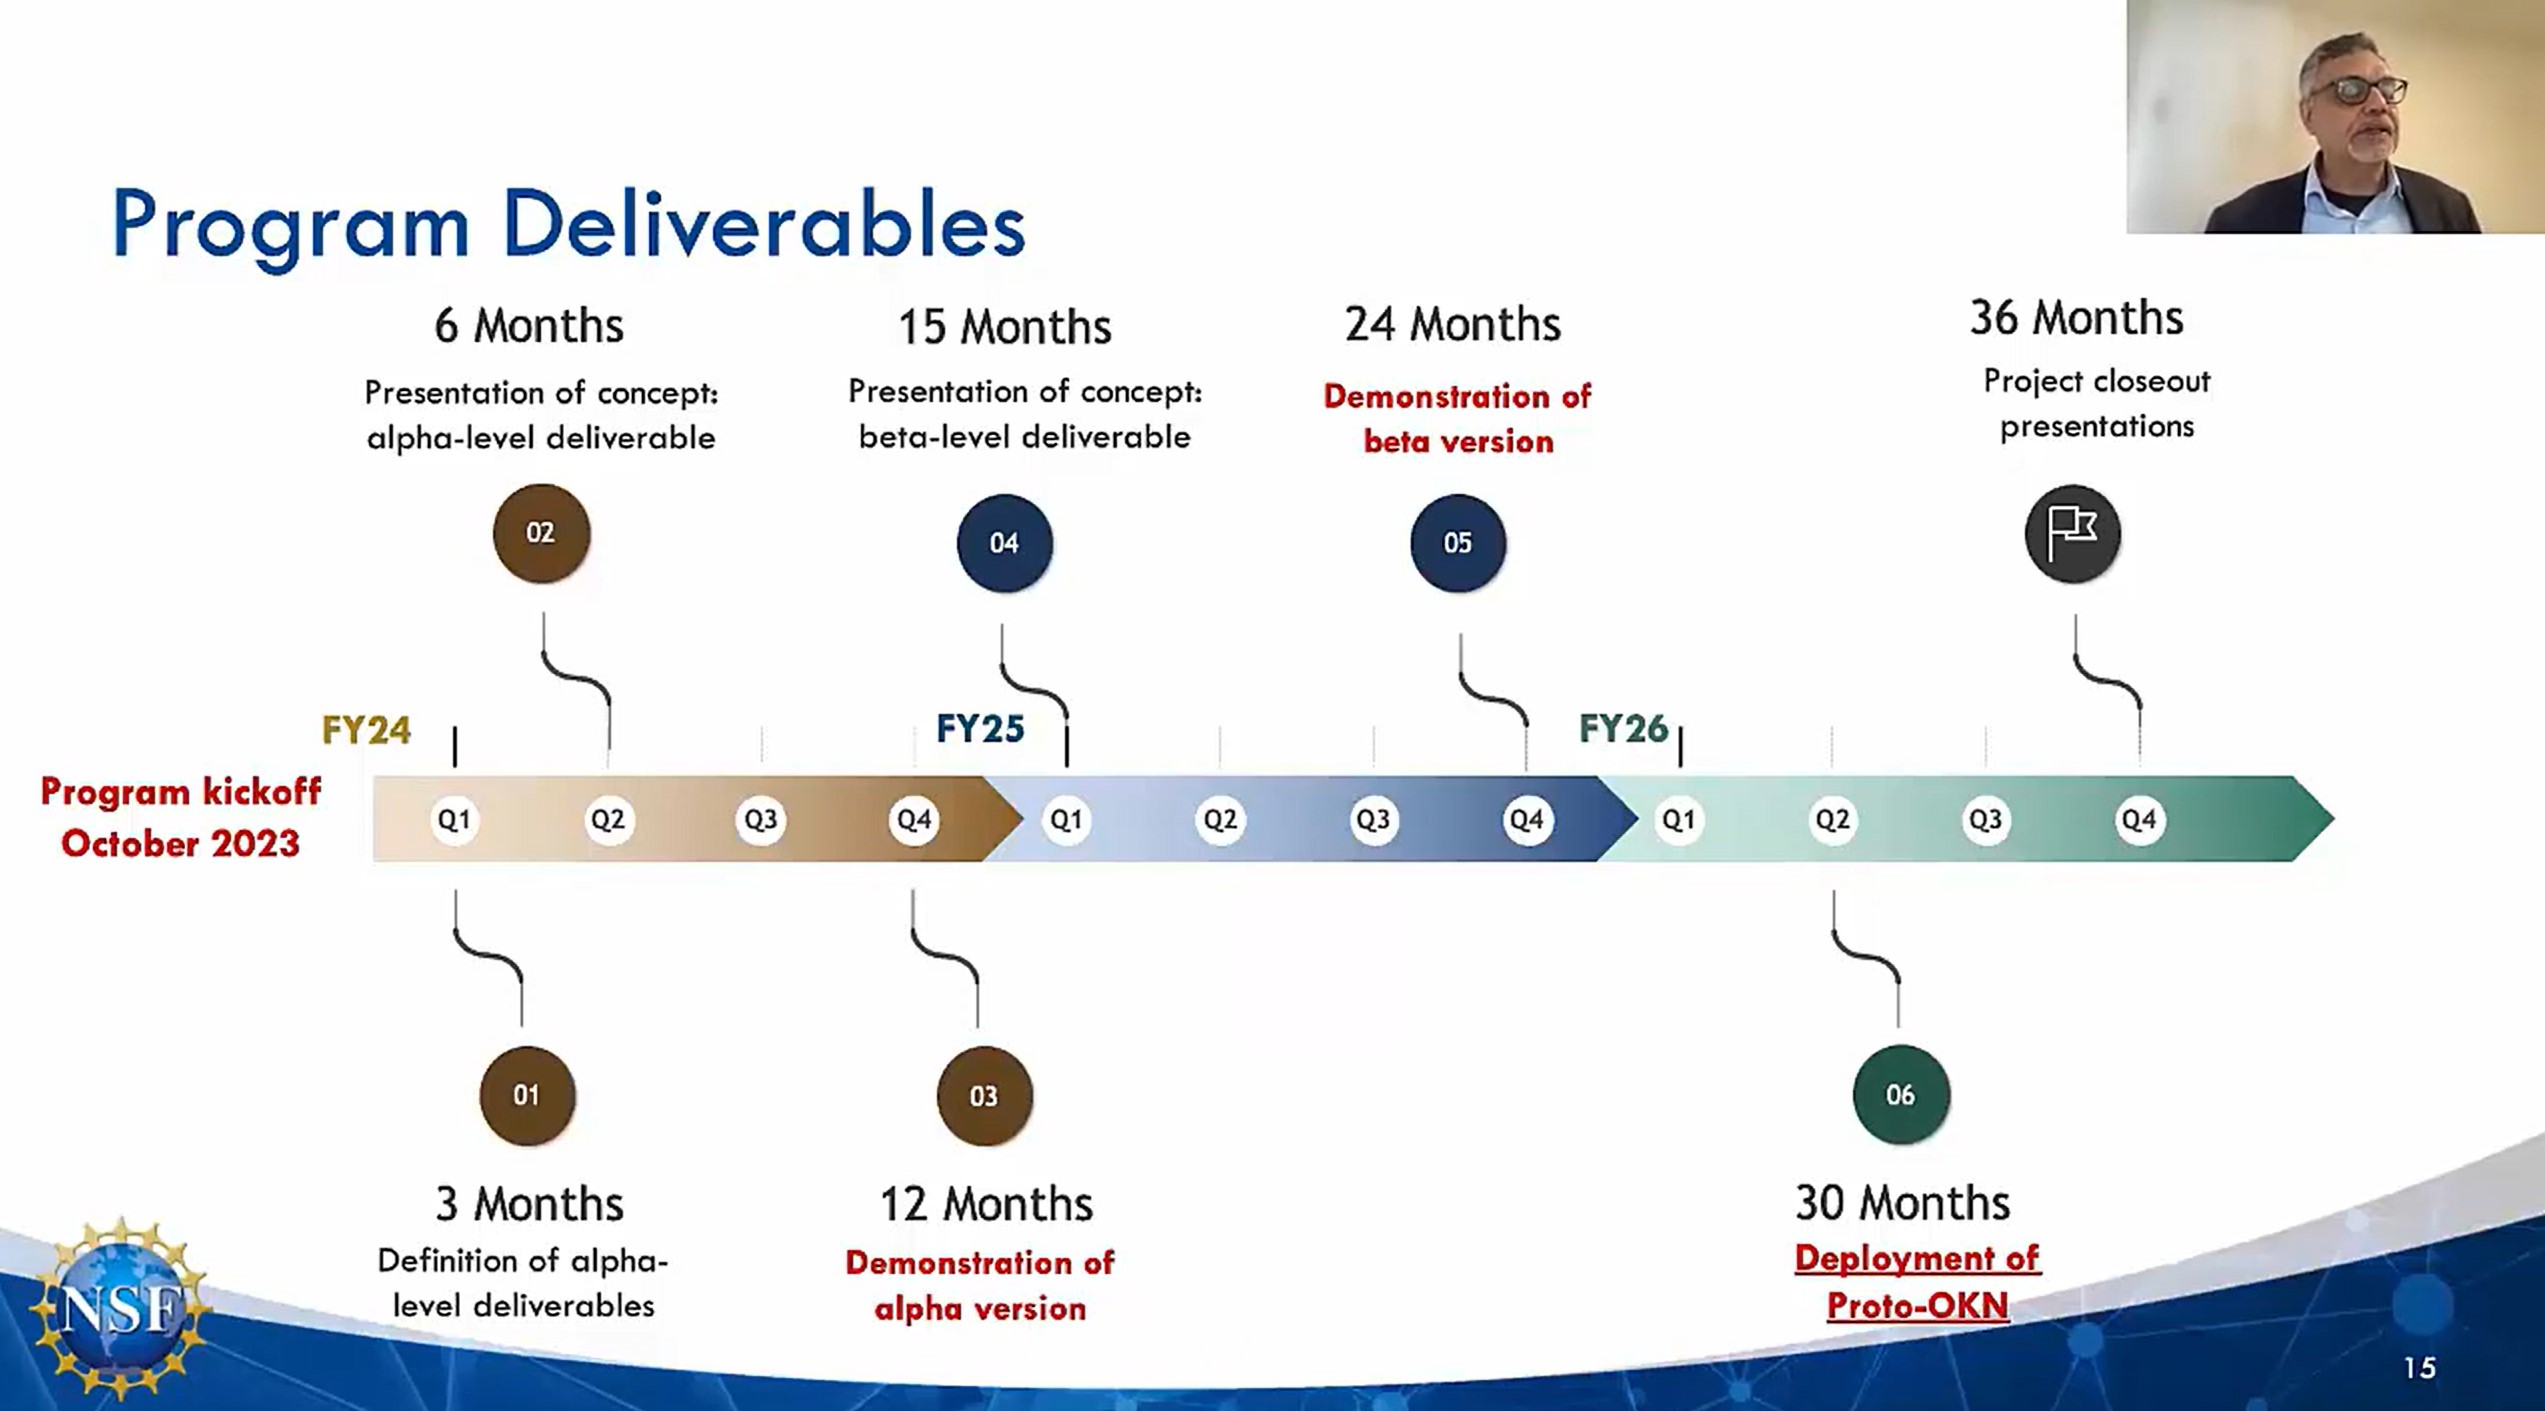 Program Deliverables
6 Months
Presentation of concept:
alpha-level deliverable
02
15 Months
Presentation of concept:
beta-level deliverable
04
24 Months
Demonstration of
beta version
05
36 Months
Project closeout
presentations
FY24
FY25
FY26
Program kickoff
October 2023
Q1 Q2 Q3 Q4 Q1 Q2 Q3 Q4 Q1 Q2 Q3 Q4
01
3 Months
Definition of alpha-
level deliverables
03
12 Months
Demonstration of
alpha version
06
30 Months
Deployment of
Proto-OKN
NSF
15